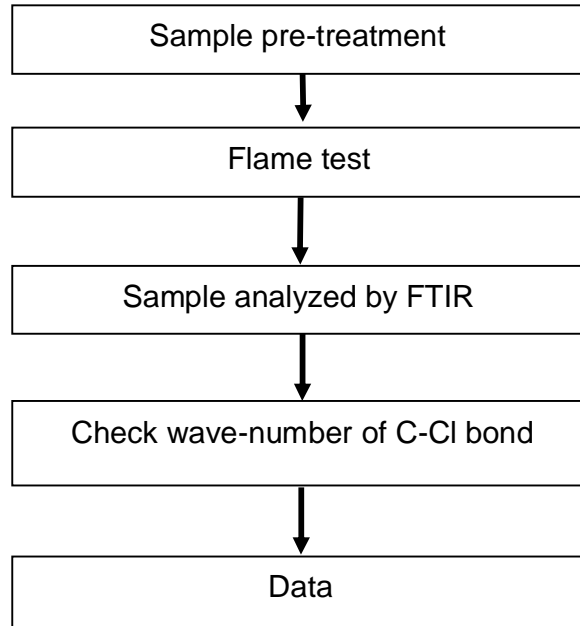 Sample pre-treatment
Flame test
Sample analyzed by FTIR
Check wave-number of C-Cl bond
Data